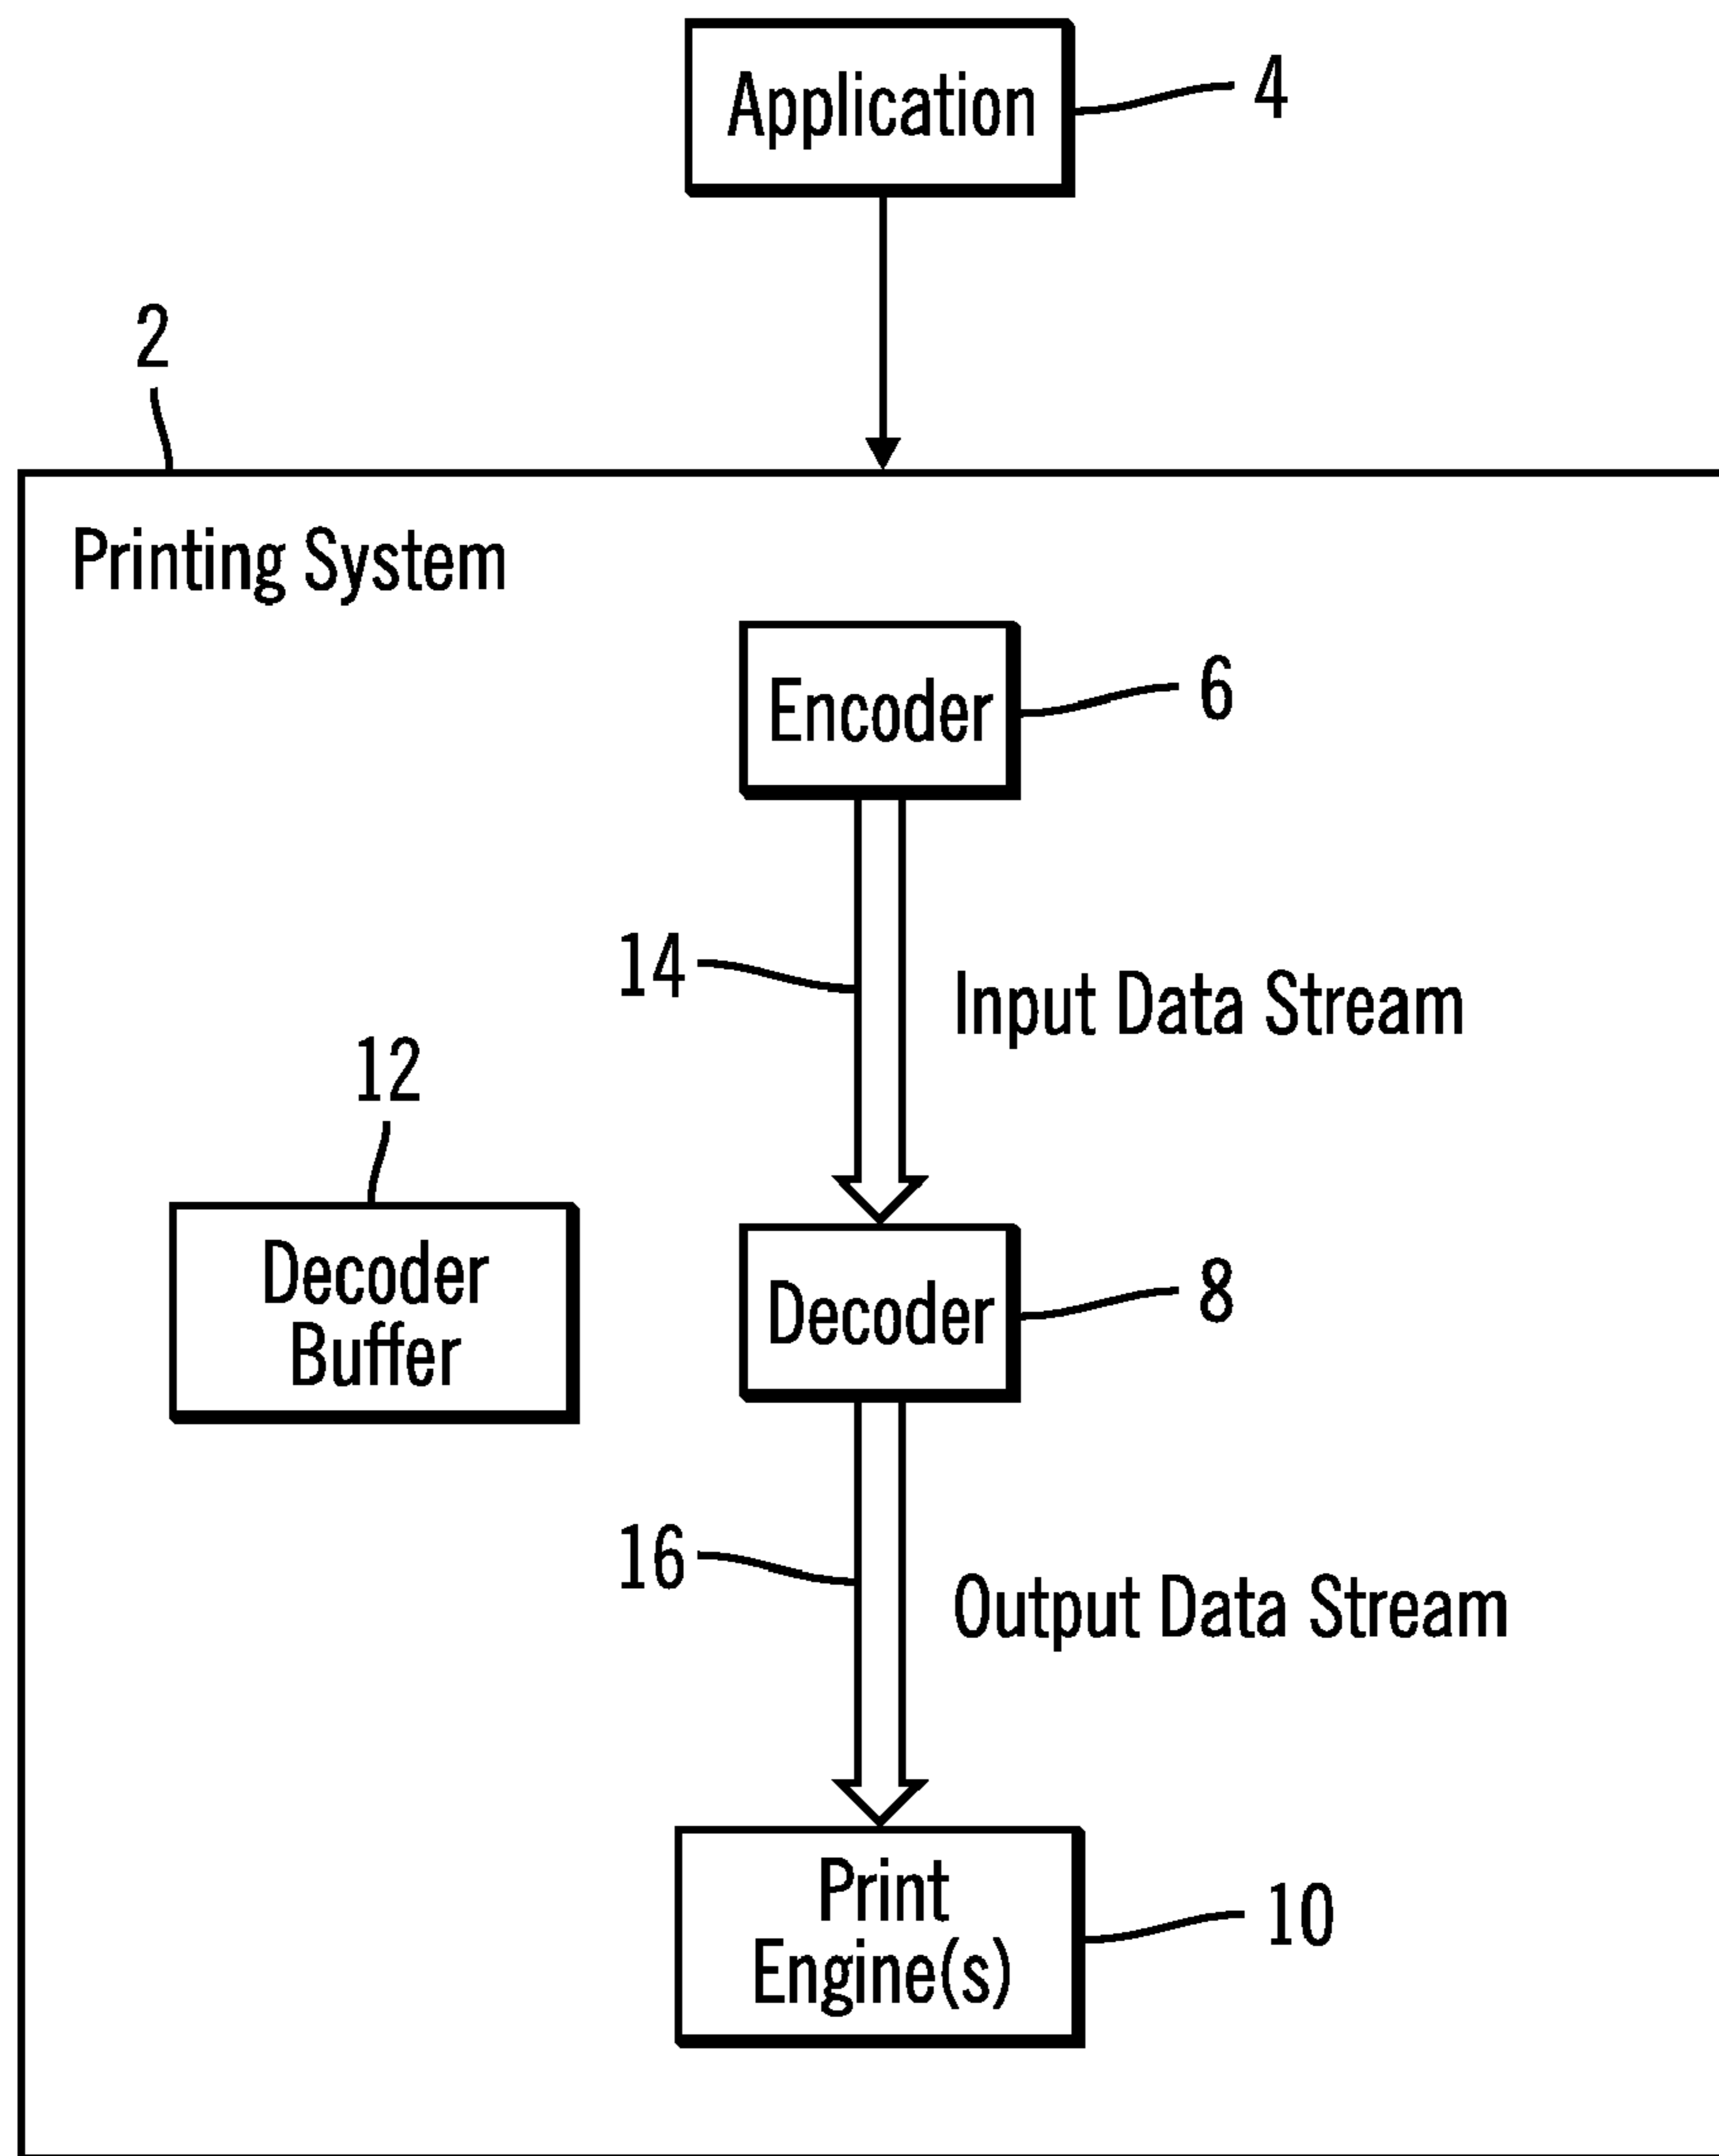 Application
4
2
Printing System
Encoder
6
14
Input Data Stream
12
Decoder
Buffer
Decoder
8
16
Output Data Stream
Print
Engine(s)
10